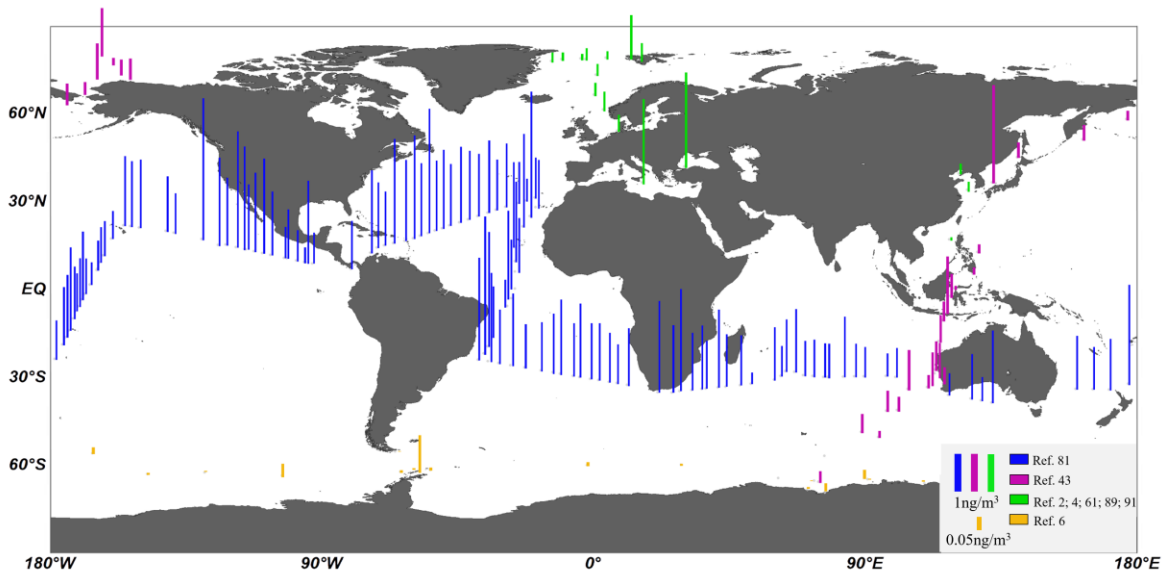 60°N
30°N
EQ
30°S
60°S
Ref. 81
Ref. 43
1ng/m³
Ref. 2; 4; 61; 89; 91
Ref. 6
0.05ng/m³
180°W
90°W
0°
90°E
180°E